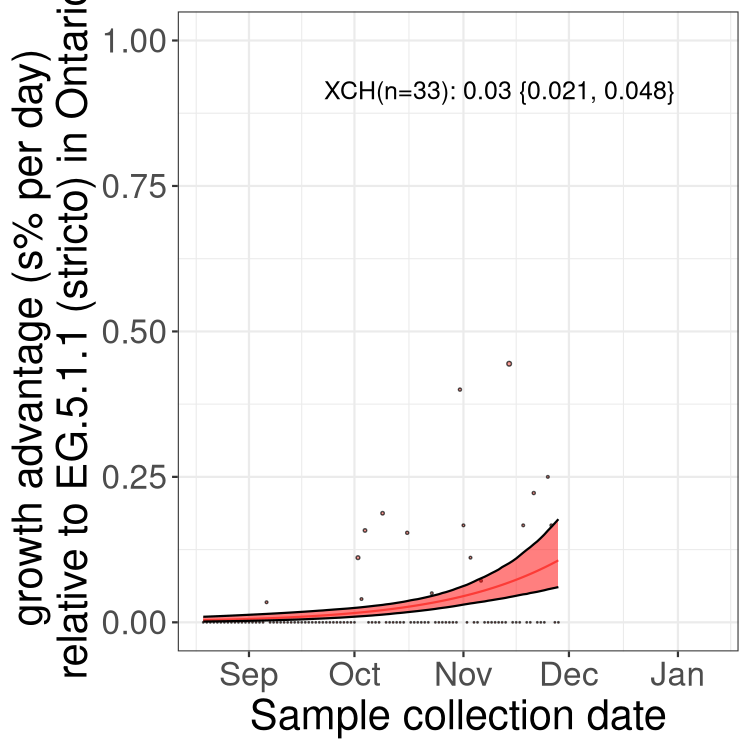 growth advantage (s% per day)
relative to EG.5.1.1 (stricto) in Ontario
1.00
0.75
0.50
0.25
0.00
XCH(n=33): 0.03 {0.021, 0.048}
Sep Oct Nov Dec Jan
Sample collection date